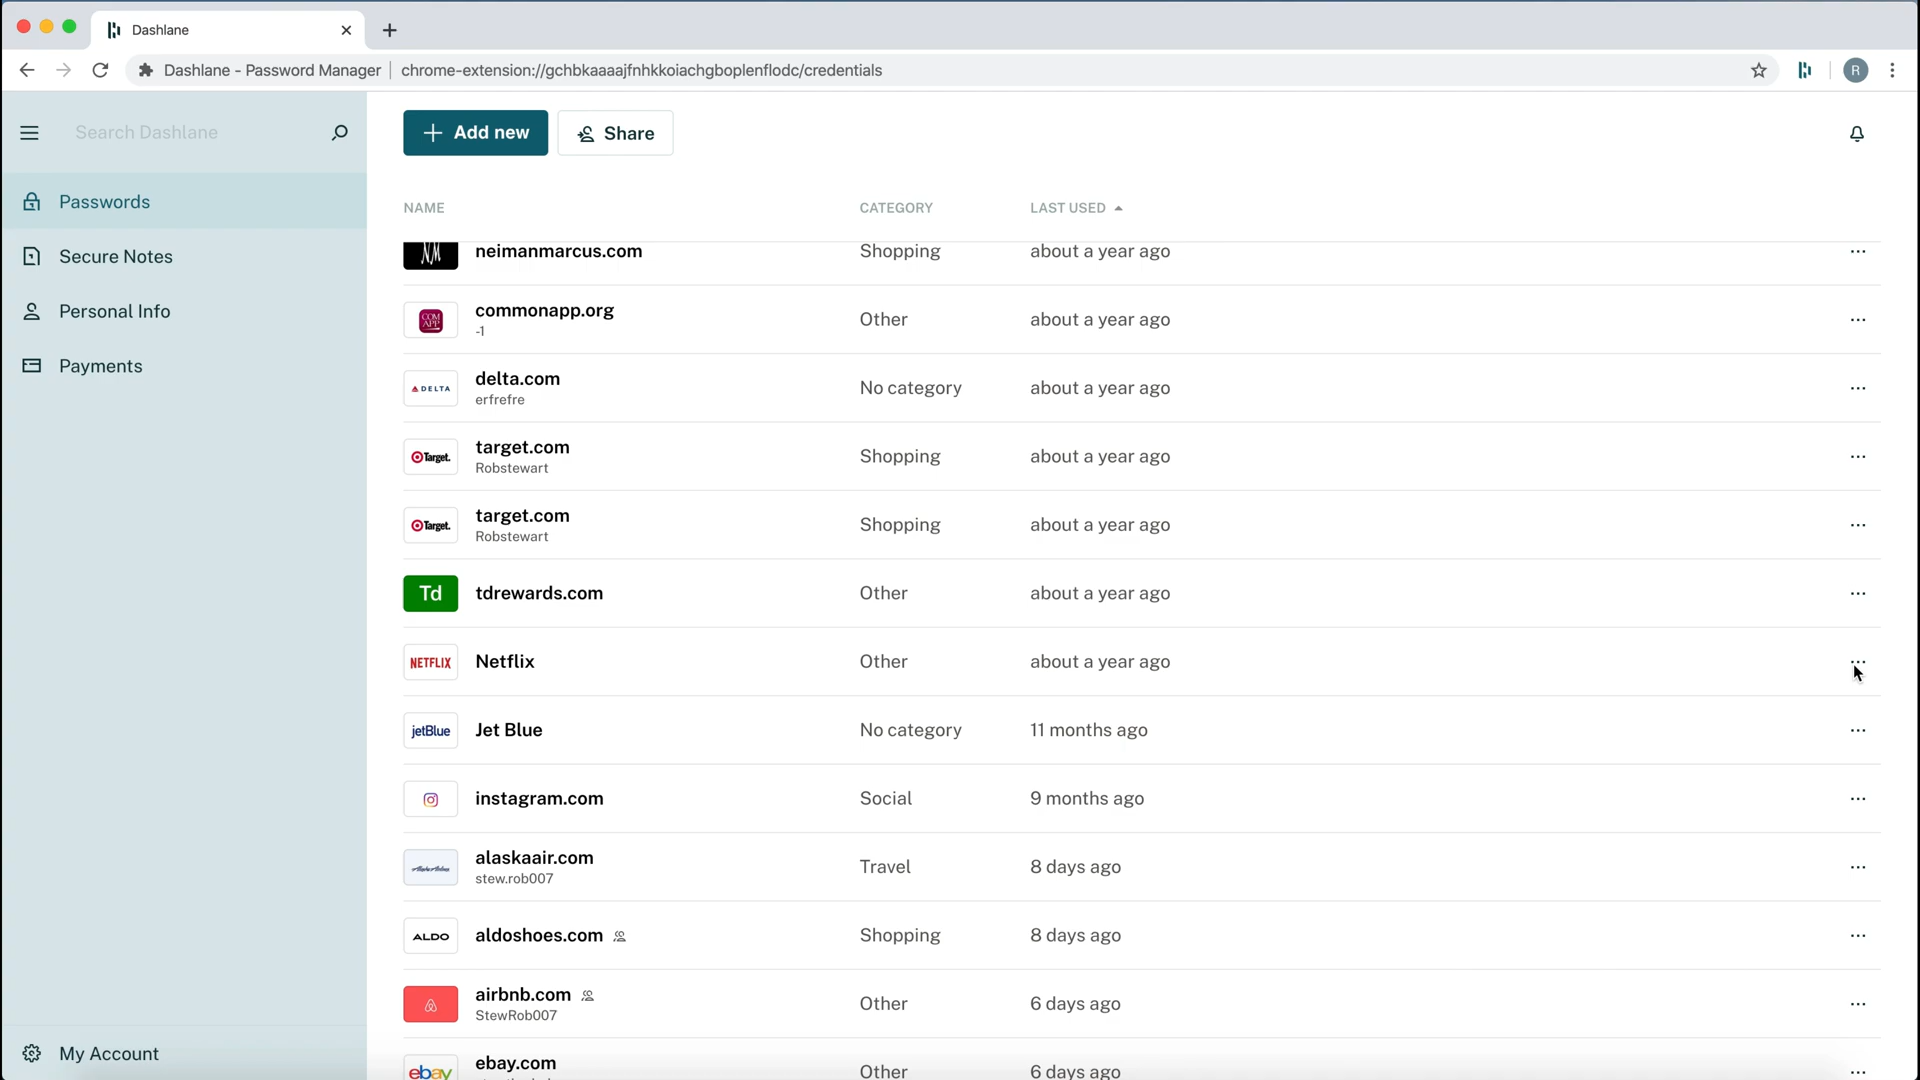 Dashlane
Dashlane - Password Manager | chrome-extension://gchbkaaaajfnhkkoiachgboplenflodc/credentials
R
Search Dashlane
Add new
Share
Passwords
Secure Notes
Personal Info
Payments
My Account
NAME CATEGORY LAST USED
NM neimanmarcus.com Shopping about a year ago
COM APP commonapp.org Other about a year ago
-1
DELTA delta.com No category about a year ago
erfrefre
Target. target.com Shopping about a year ago
Robstewart
Target. target.com Shopping about a year ago
Robstewart
Td tdrewards.com Other about a year ago
NETFLIX Netflix Other about a year ago
jetBlue Jet Blue No category 11 months ago
instagram.com Social 9 months ago
alaskaair.com Travel 8 days ago
stew.rob007
ALDO aldoshoes.com Shopping 8 days ago
airbnb.com Other 6 days ago
StewRob007
ebay ebay.com Other 6 days ago